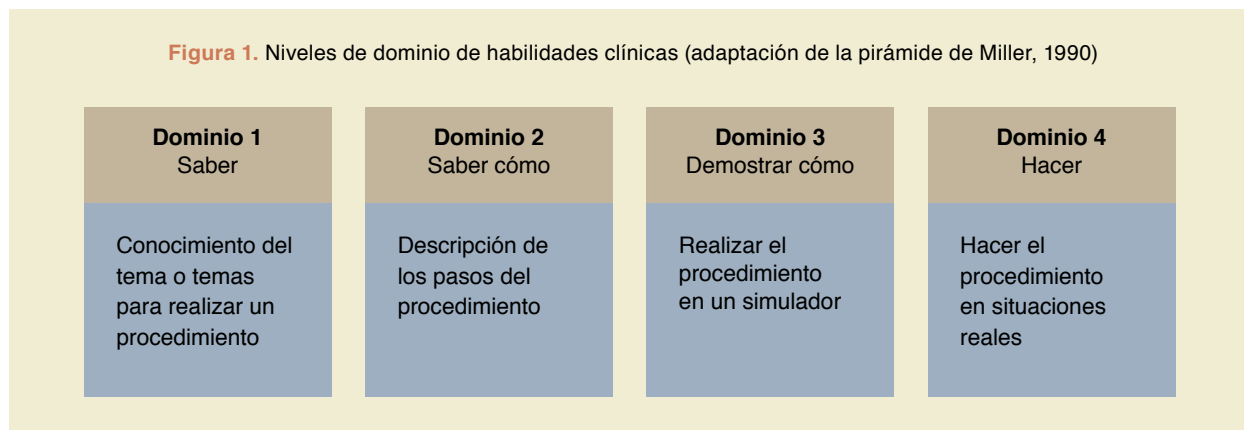 Figura 1. Niveles de dominio de habilidades clínicas (adaptación de la pirámide de Miller, 1990)
Dominio 1
Saber
Conocimiento del
tema o temas
para realizar un
procedimiento
Dominio 2
Saber cómo
Descripción de
los pasos del
procedimiento
Dominio 3
Demostrar cómo
Realizar el
procedimiento
en un simulador
Dominio 4
Hacer
Hacer el
procedimiento
en situaciones
reales